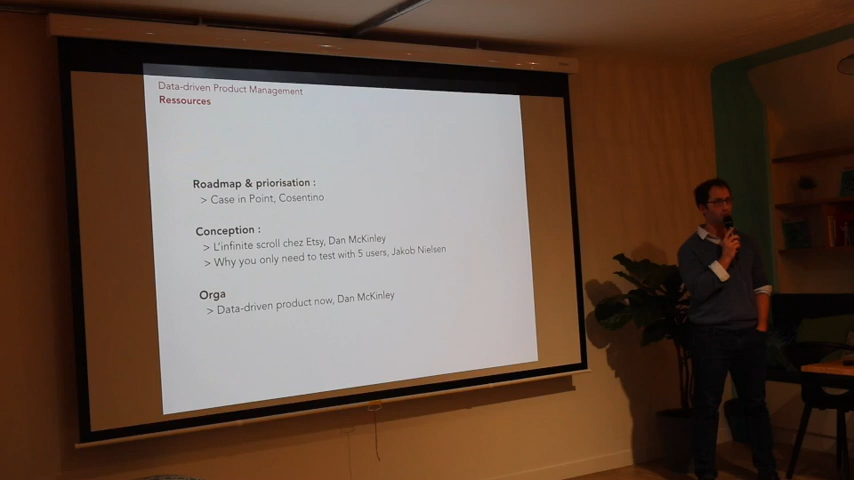 Data-driven Product Management
Ressources
Roadmap & priorisation :
> Case in Point, Cosentino
Conception :
> L'infinite scroll chez Etsy, Dan McKinley
> Why you only need to test with 5 users, Jakob Nielsen
Orga
> Data-driven product now, Dan McKinley